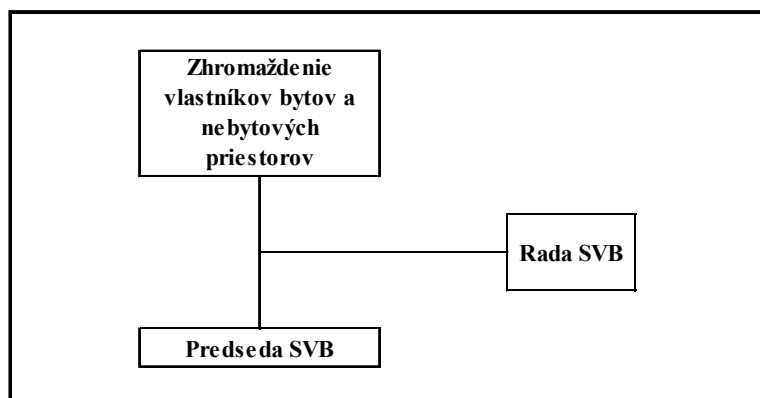 Zhromaždenie
vlastníkov bytov a
nebytových
priestorov
Rada SVB
Predseda SVB